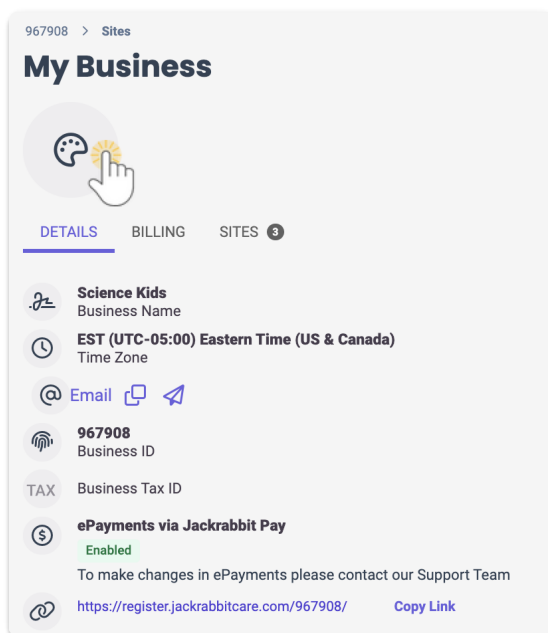 967908 > Sites
My Business
DETAILS BILLING SITES 3
Science Kids
Business Name
EST (UTC-05:00) Eastern Time (US & Canada)
Time Zone
@ Email
967908
Business ID
TAX Business Tax ID
$ ePayments via Jackrabbit Pay
Enabled
To make changes in ePayments please contact our Support Team
https://register.jackrabbitcare.com/967908/ Copy Link